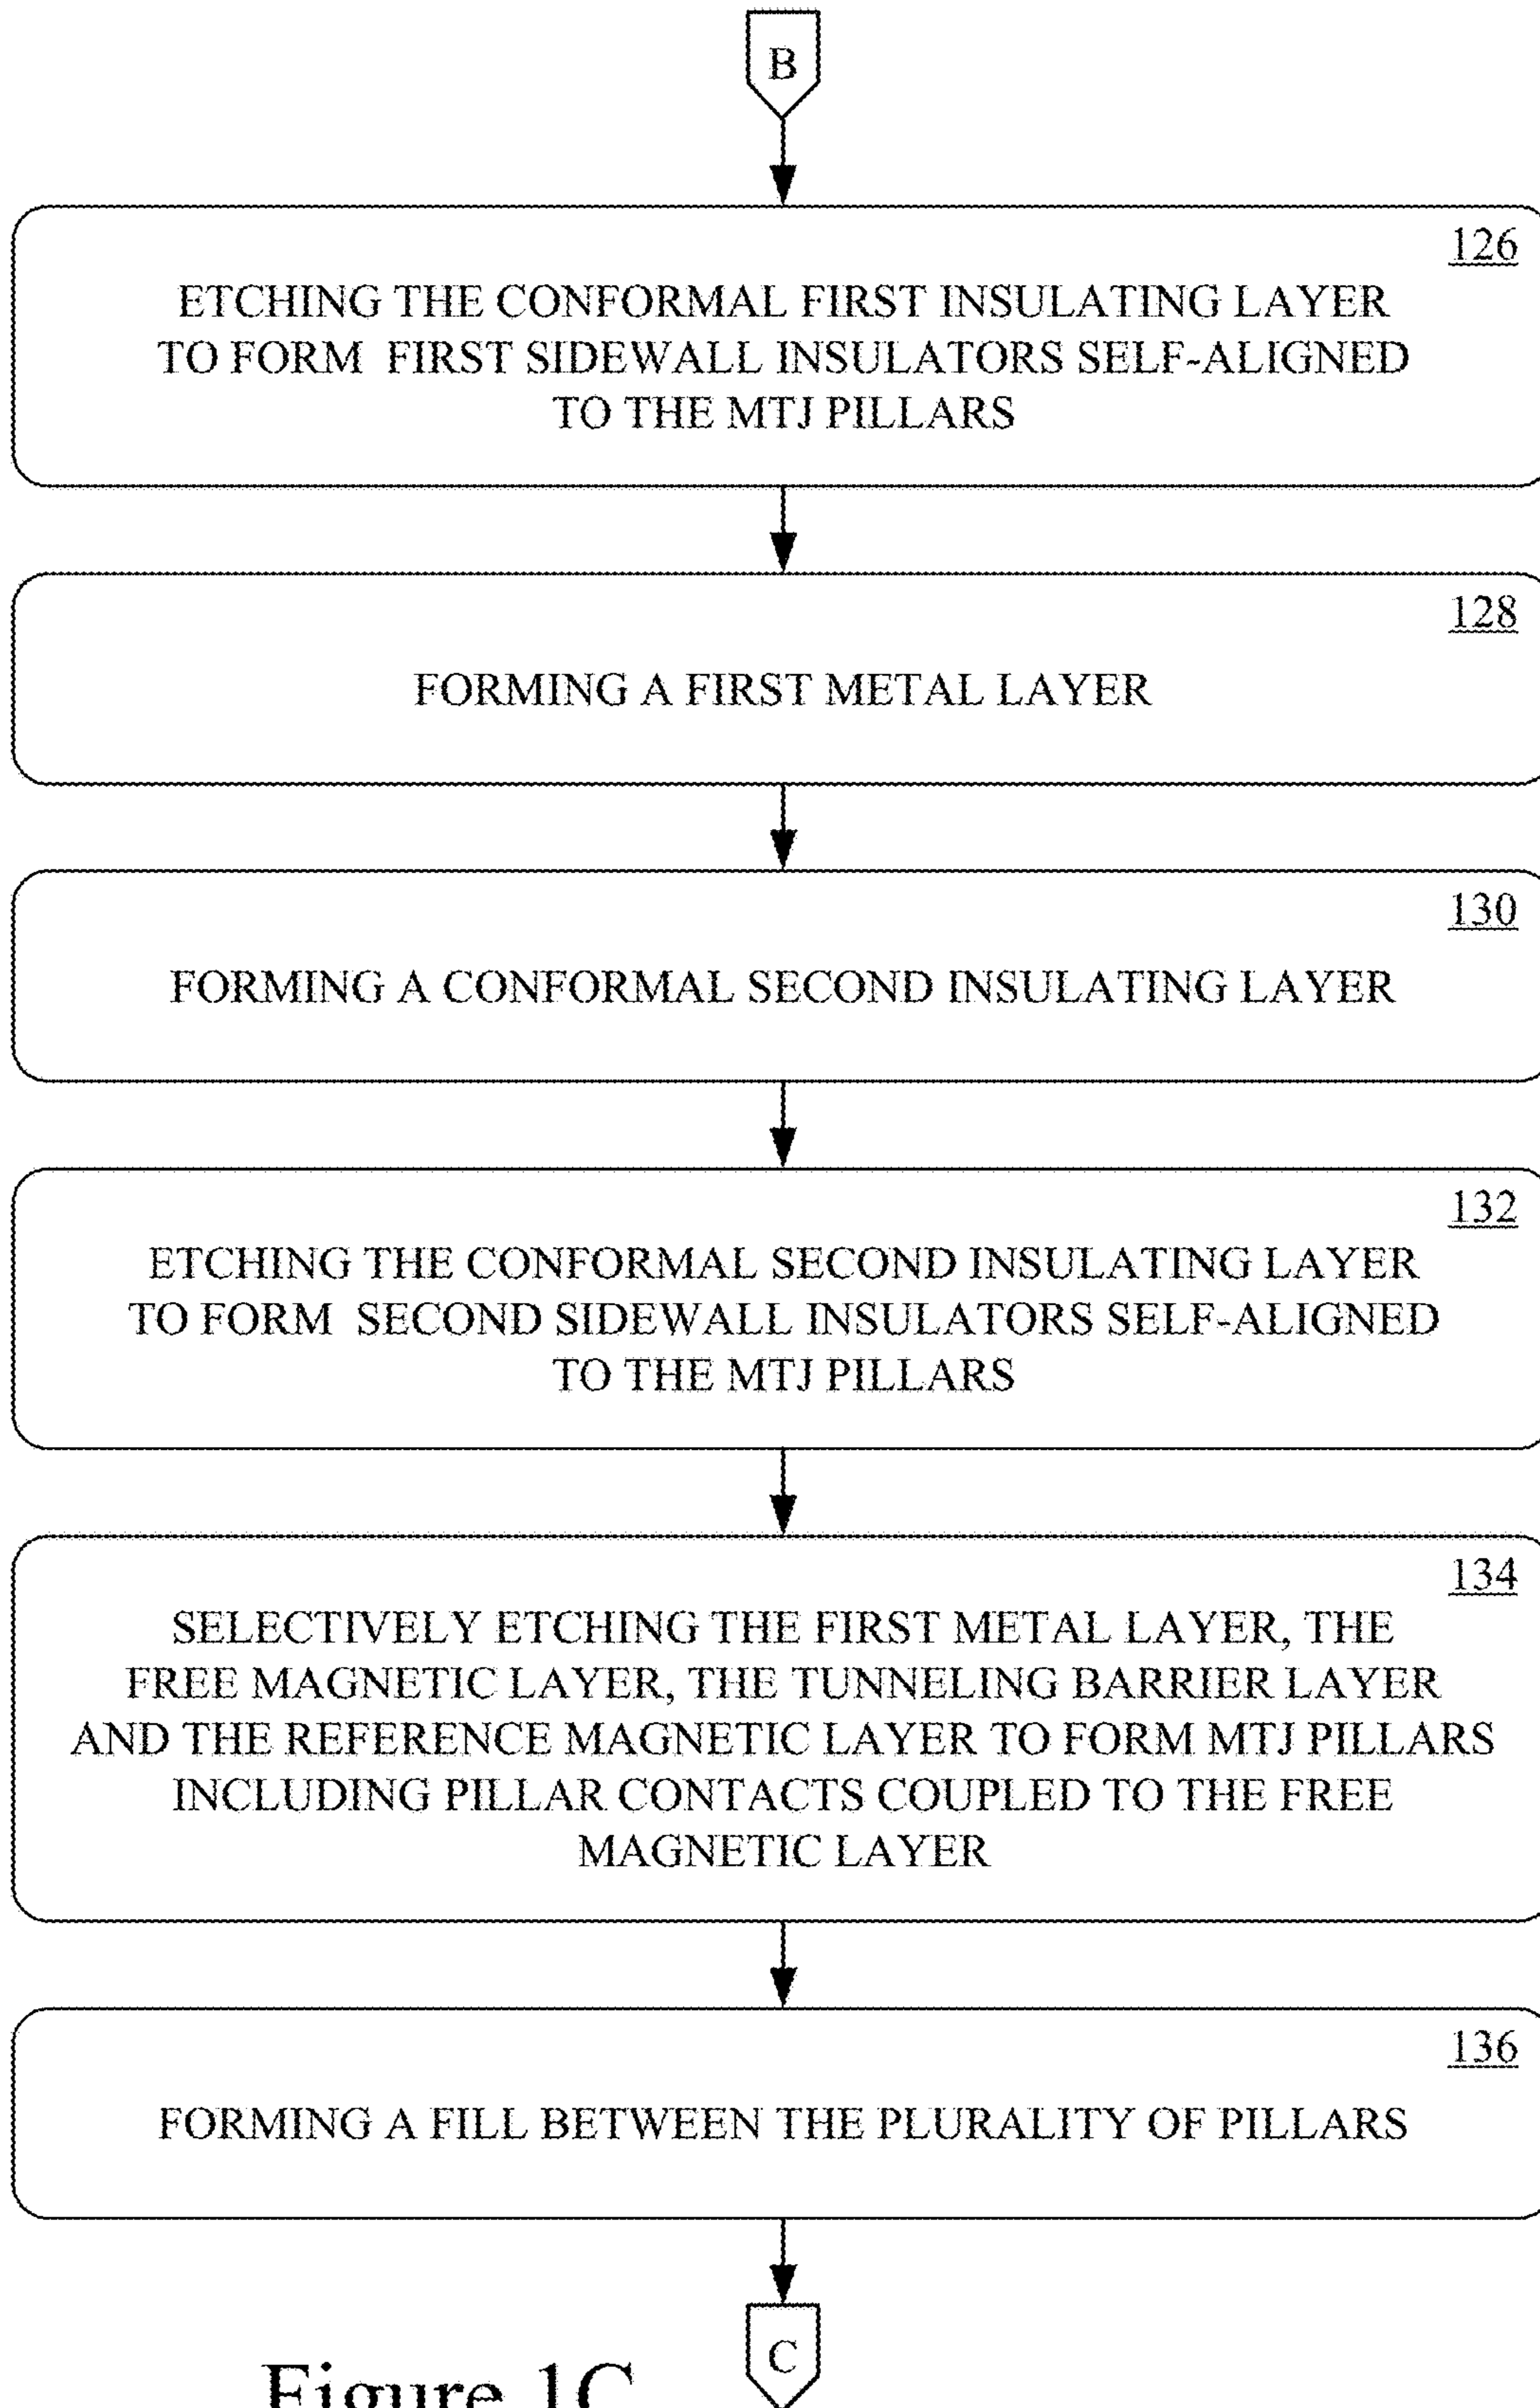 B
126
ETCHING THE CONFORMAL FIRST INSULATING LAYER
TO FORM FIRST SIDEWALL INSULATORS SELF-ALIGNED
TO THE MTJ PILLARS
128
FORMING A FIRST METAL LAYER
130
FORMING A CONFORMAL SECOND INSULATING LAYER
132
ETCHING THE CONFORMAL SECOND INSULATING LAYER
TO FORM SECOND SIDEWALL INSULATORS SELF-ALIGNED
TO THE MTJ PILLARS
134
SELECTIVELY ETCHING THE FIRST METAL LAYER, THE
FREE MAGNETIC LAYER, THE TUNNELING BARRIER LAYER
AND THE REFERENCE MAGNETIC LAYER TO FORM MTJ PILLARS
INCLUDING PILLAR CONTACTS COUPLED TO THE FREE
MAGNETIC LAYER
136
FORMING A FILL BETWEEN THE PLURALITY OF PILLARS
C
Figure 1C